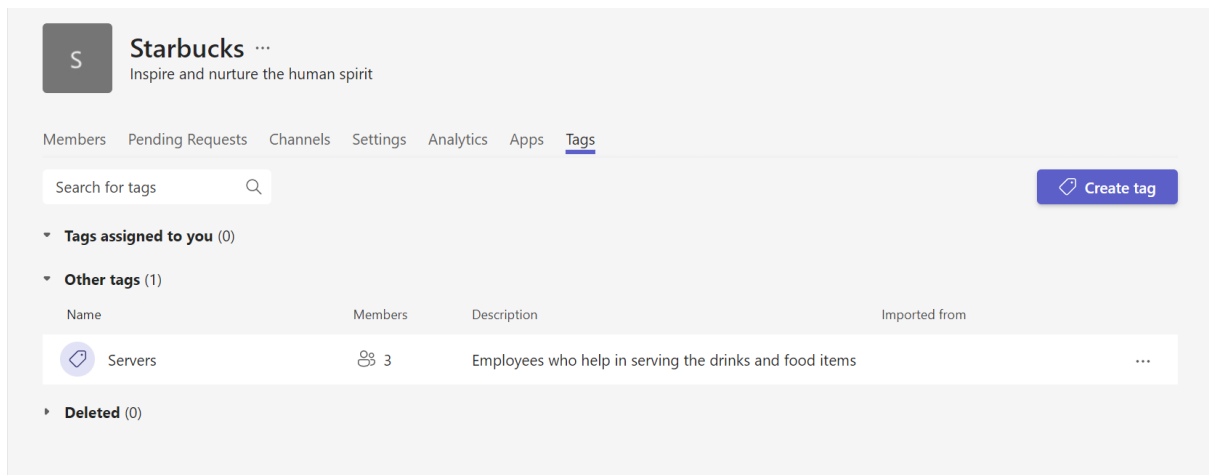 S
Starbucks ...
Inspire and nurture the human spirit
Members Pending Requests Channels Settings Analytics Apps Tags
Search for tags Create tag
Tags assigned to you (0)
Other tags (1)
Name Members Description Imported from
Servers 3 Employees who help in serving the drinks and food items ...
Deleted (0)